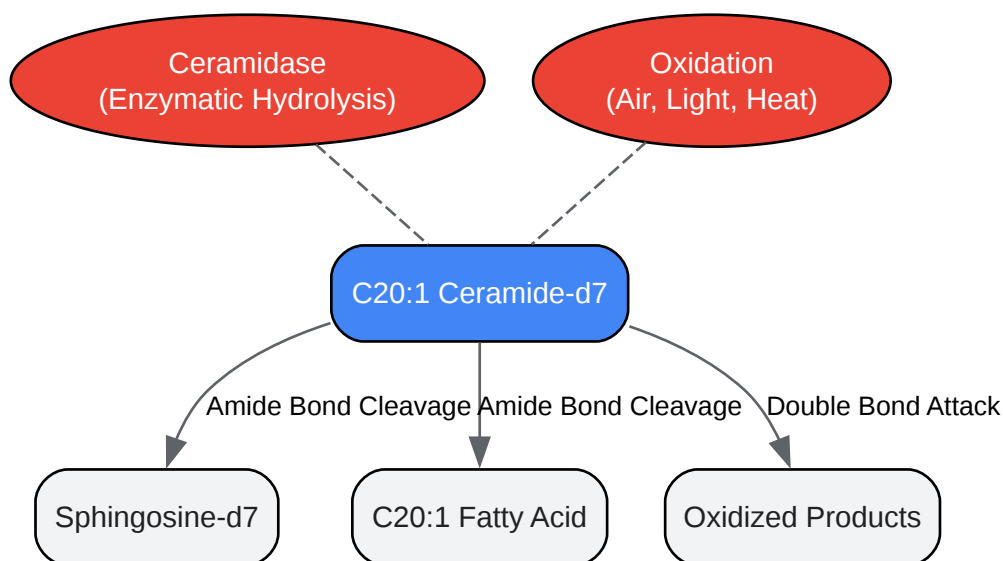 Ceramidase
(Enzymatic Hydrolysis)
Oxidation
(Air, Light, Heat)
C20:1 Ceramide-d7
Amide Bond Cleavage
Amide Bond Cleavage
Double Bond Attack
Sphingosine-d7
C20:1 Fatty Acid
Oxidized Products